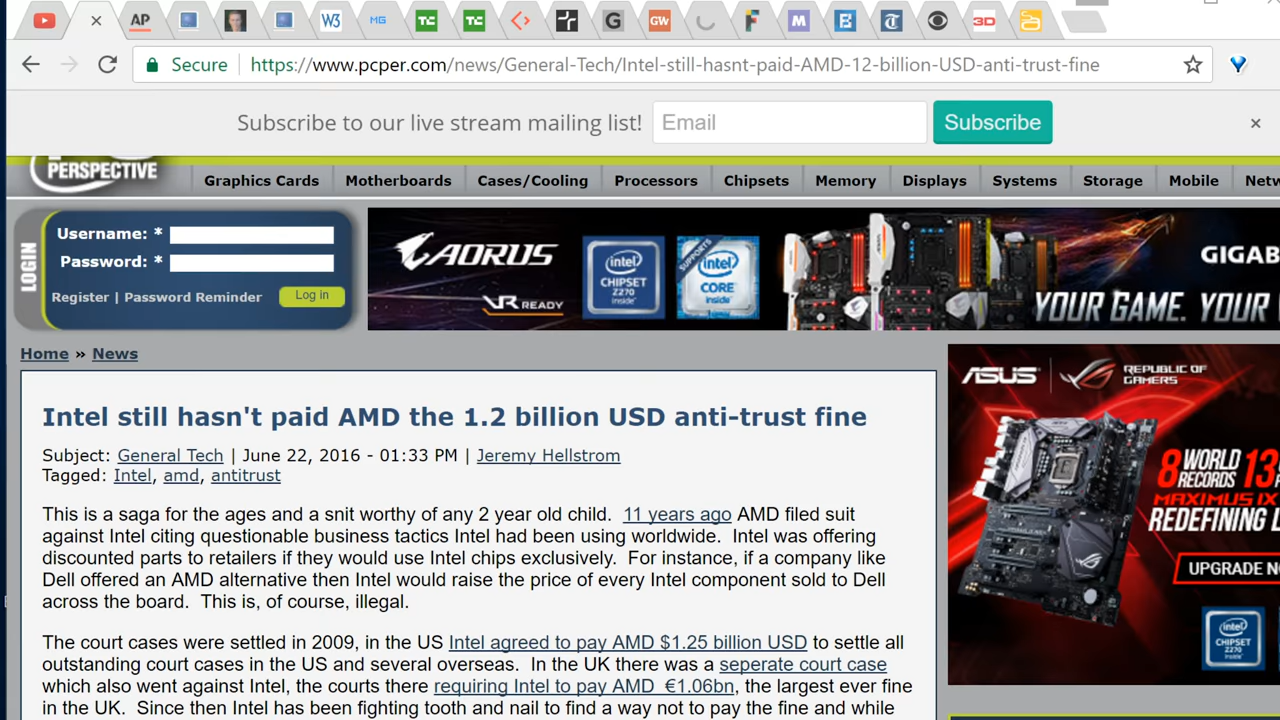 AP W3 MG TC TC G GW F M B T 3D
Secure https://www.pcper.com/news/General-Tech/Intel-still-hasnt-paid-AMD-12-billion-USD-anti-trust-fine
Subscribe to our live stream mailing list! Email Subscribe ×
PERSPECTIVE
Graphics Cards Motherboards Cases/Cooling Processors Chipsets Memory Displays Systems Storage Mobile
LOGIN
Username: *
Password: *
Register | Password Reminder Log in
AORUS
VR READY
intel CHIPSET Z270 inside
SUPPORTS intel CORE inside
YOUR GAME. YOUR
Home » News
ASUS REPUBLIC OF GAMERS
8 WORLD RECORDS 13
MAXIMUS IX
REDEFINING
UPGRADE
intel CHIPSET Z270 inside
Intel still hasn't paid AMD the 1.2 billion USD anti-trust fine
Subject: General Tech | June 22, 2016 - 01:33 PM | Jeremy Hellstrom
Tagged: Intel, amd, antitrust
This is a saga for the ages and a snit worthy of any 2 year old child. 11 years ago AMD filed suit
against Intel citing questionable business tactics Intel had been using worldwide. Intel was offering
discounted parts to retailers if they would use Intel chips exclusively. For instance, if a company like
Dell offered an AMD alternative then Intel would raise the price of every Intel component sold to Dell
across the board. This is, of course, illegal.
The court cases were settled in 2009, in the US Intel agreed to pay AMD $1.25 billion USD to settle all
outstanding court cases in the US and several overseas. In the UK there was a seperate court case
which also went against Intel, the courts there requiring Intel to pay AMD €1.06bn, the largest ever fine
in the UK. Since then Intel has been fighting tooth and nail to find a way not to pay the fine and while